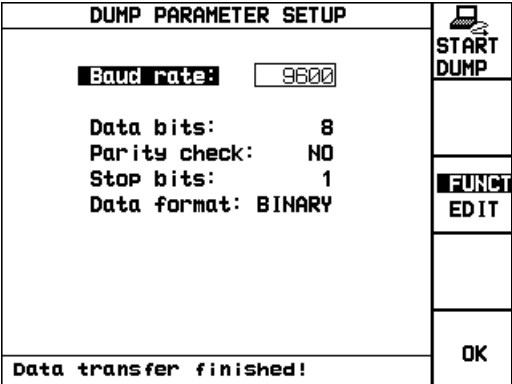 DUMP PARAMETER SETUP
Baud rate: 9600
Data bits: 8
Parity check: NO
Stop bits: 1
Data format: BINARY
Data transfer finished!
START
DUMP
FUNCT
EDIT
OK